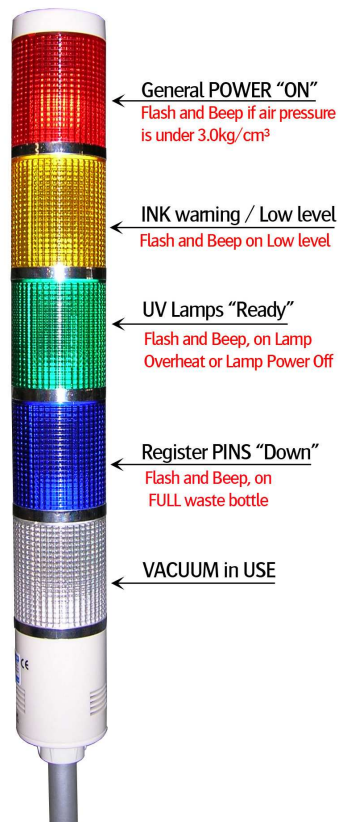 General POWER “ON”
Flash and Beep if air pressure
is under 3.0kg/cm³
INK warning / Low level
Flash and Beep on Low level
UV Lamps “Ready”
Flash and Beep, on Lamp
Overheat or Lamp Power Off
Register PINS “Down”
Flash and Beep, on
FULL waste bottle
VACUUM in USE
CE